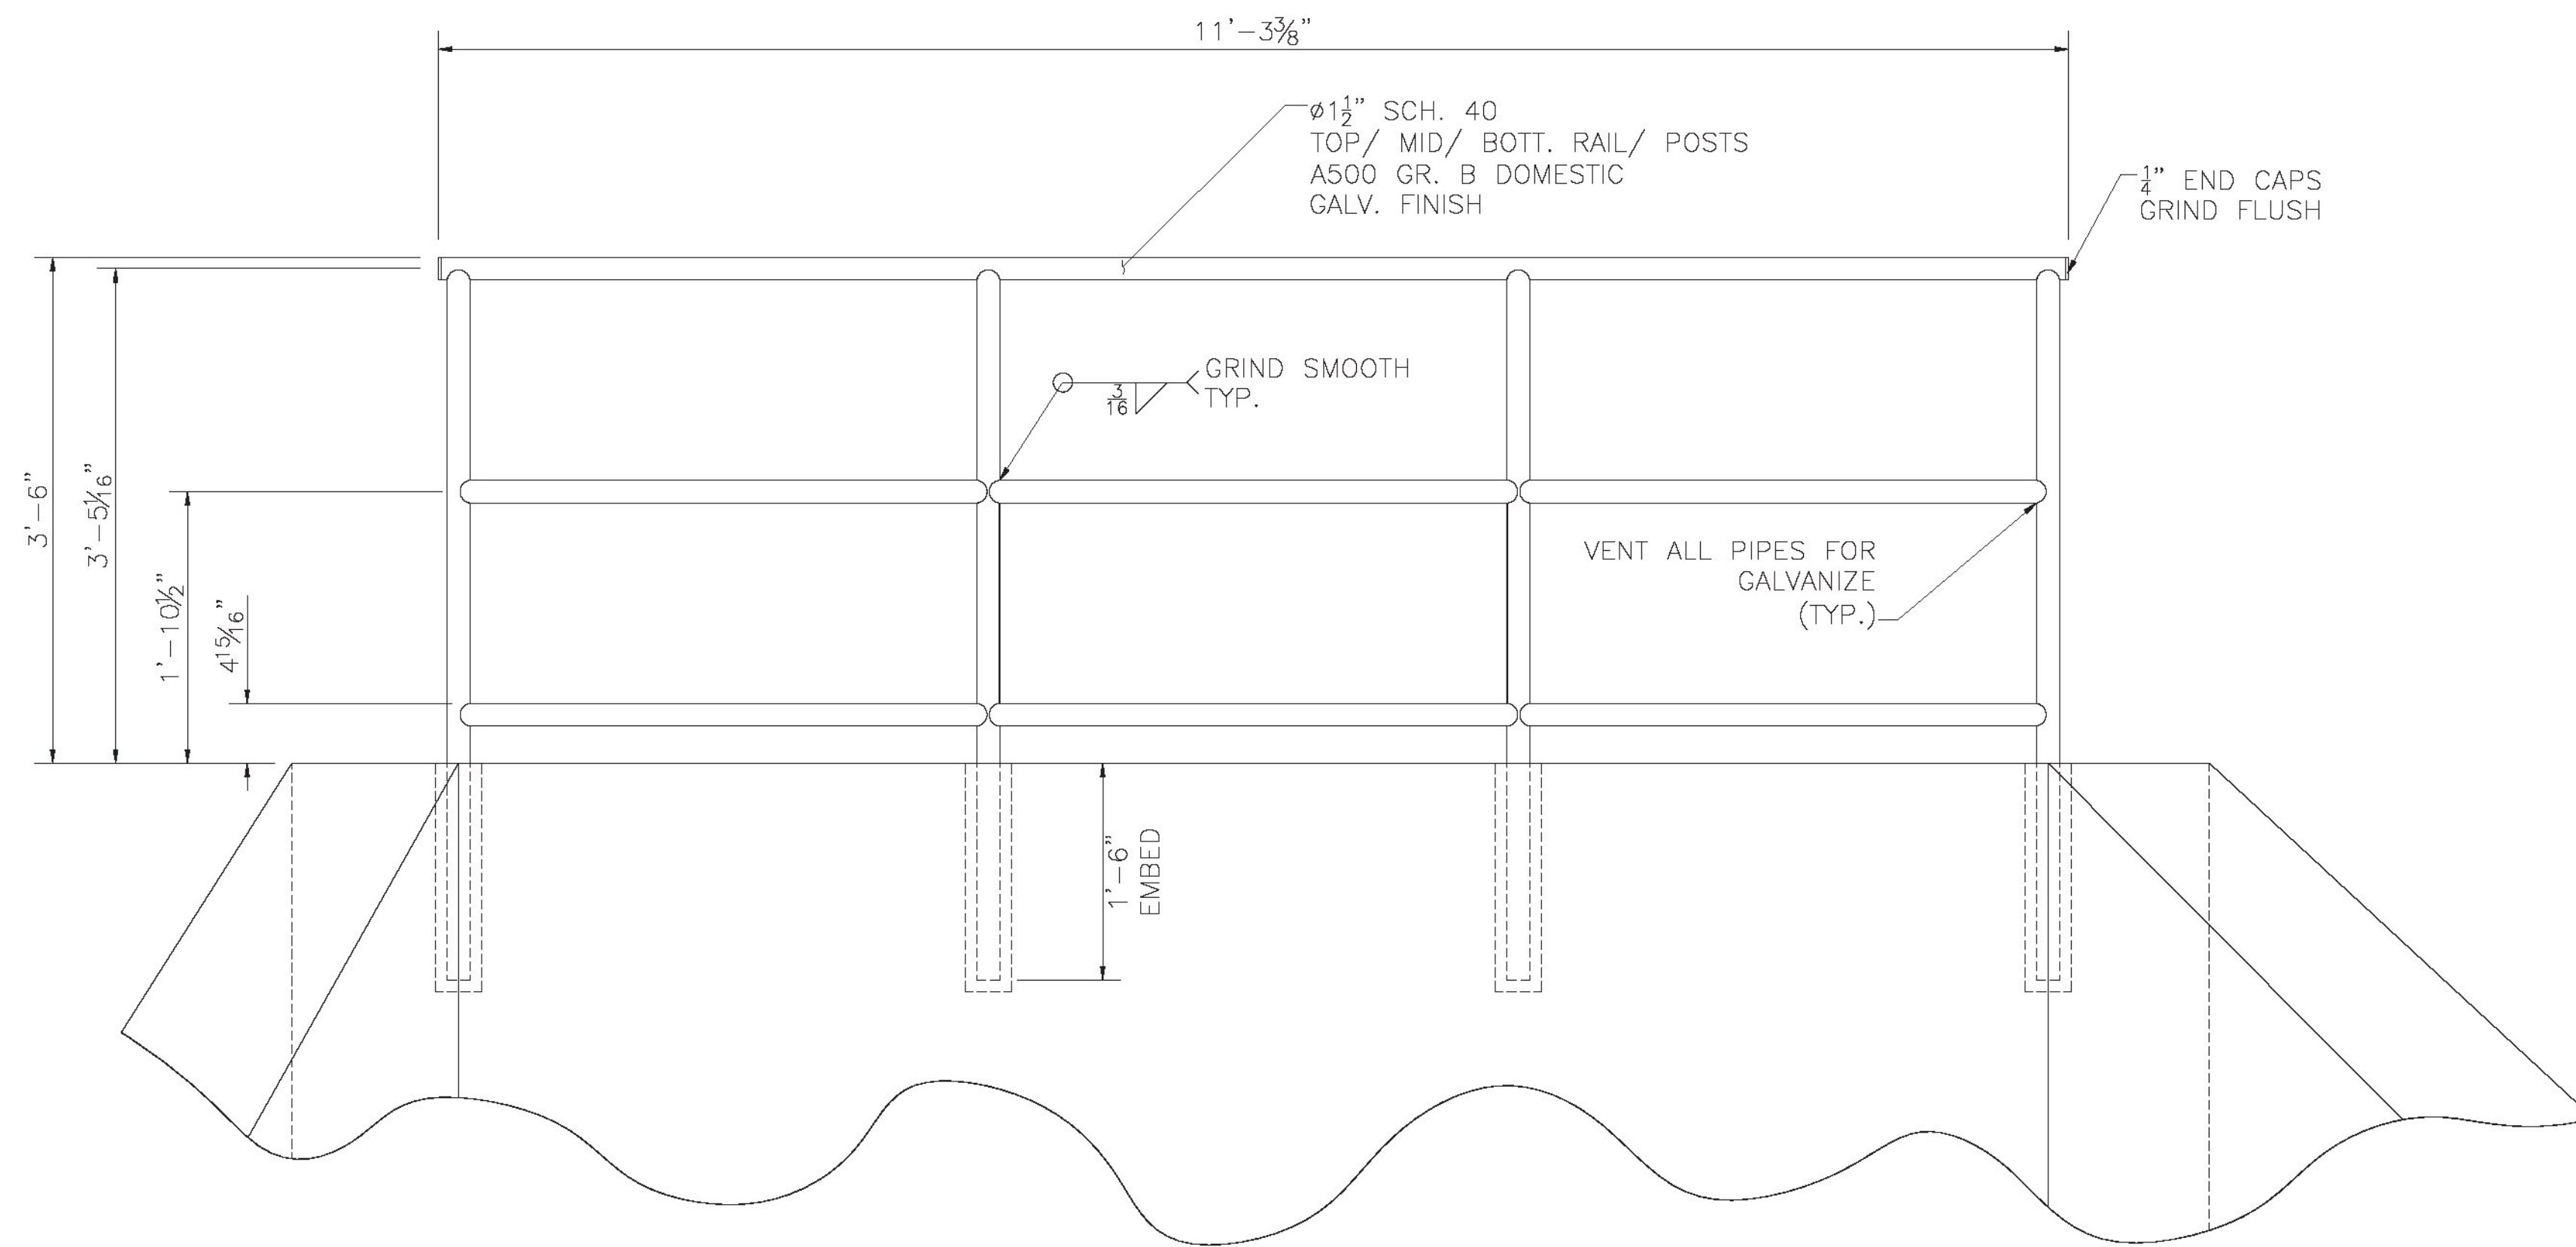 11'-3⅜"
ø1½" SCH. 40
TOP/ MID/ BOTT. RAIL/ POSTS
A500 GR. B DOMESTIC
GALV. FINISH
¼" END CAPS
GRIND FLUSH
3/16
GRIND SMOOTH
TYP.
3'-6"
3'-5 1/16"
1'-10½"
4 15/16"
VENT ALL PIPES FOR
GALVANIZE
(TYP.)
1'-6"
EMBED